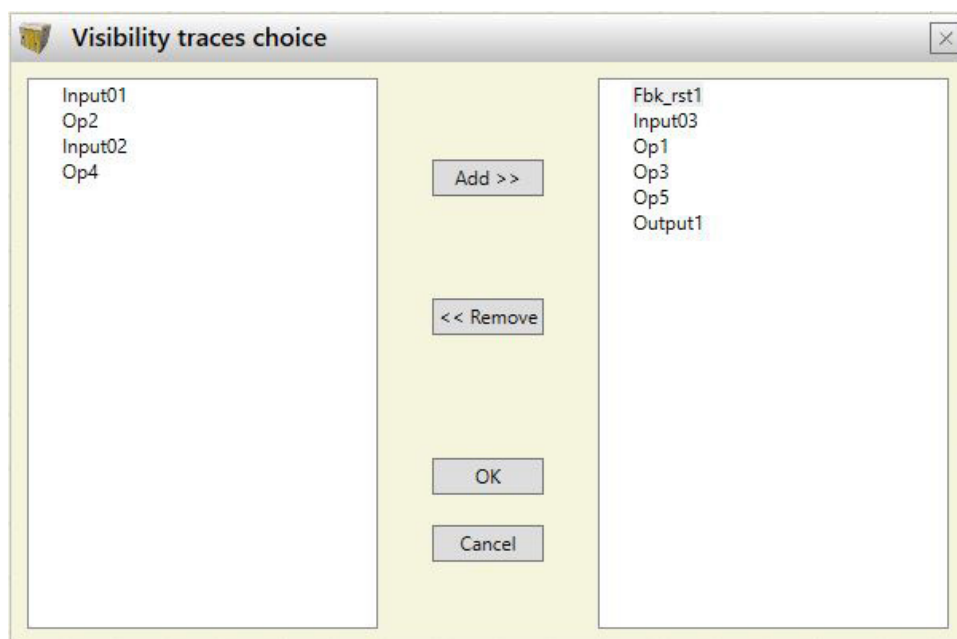 Visibility traces choice
Input01
Op2
Input02
Op4
Add >>
<< Remove
OK
Cancel
Fbk_rst1
Input03
Op1
Op3
Op5
Output1